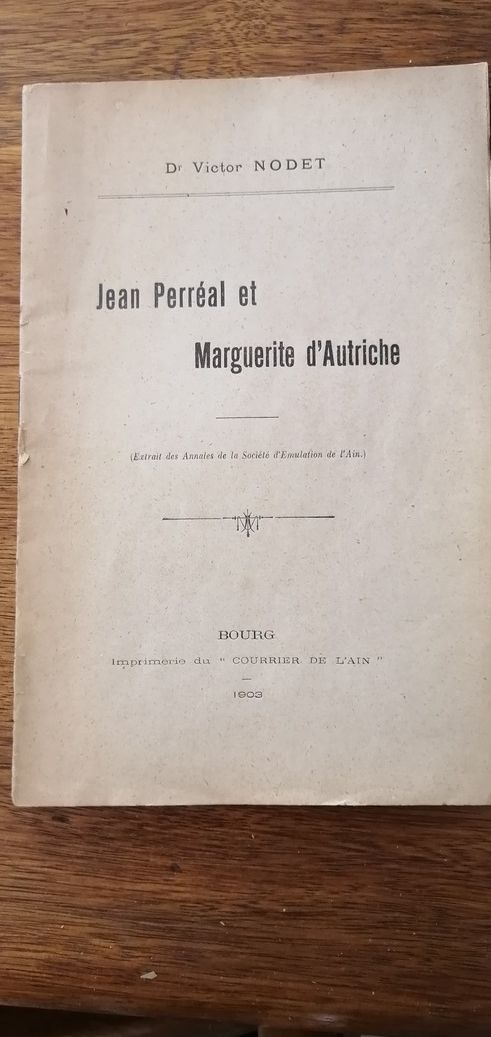 Dr Victor NODET
Jean Perréal et
Marguerite d'Autriche
(Extrait des Annales de la Société d'Emulation de l'Ain.)
BOURG
Imprimerie du " COURRIER DE L'AIN "
1903